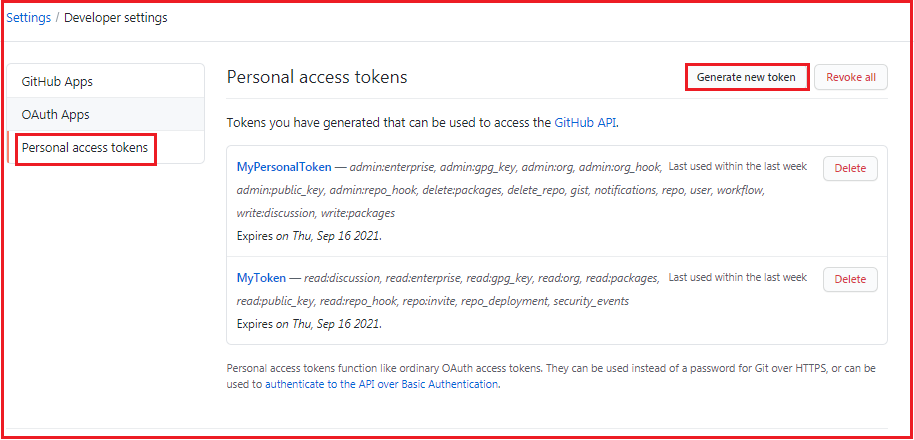 Settings / Developer settings
GitHub Apps
OAuth Apps
Personal access tokens
Personal access tokens
Generate new token
Revoke all
Tokens you have generated that can be used to access the GitHub API.
MyPersonalToken — admin:enterprise, admin:gpg_key, admin:org, admin:org_hook, Last used within the last week Delete
admin:public_key, admin:repo_hook, delete:packages, delete_repo, gist, notifications, repo, user, workflow,
write:discussion, write:packages
Expires on Thu, Sep 16 2021.
MyToken — read:discussion, read:enterprise, read:gpg_key, read:org, read:packages, Last used within the last week Delete
read:public_key, read:repo_hook, repo:invite, repo_deployment, security_events
Expires on Thu, Sep 16 2021.
Personal access tokens function like ordinary OAuth access tokens. They can be used instead of a password for Git over HTTPS, or can be
used to authenticate to the API over Basic Authentication.